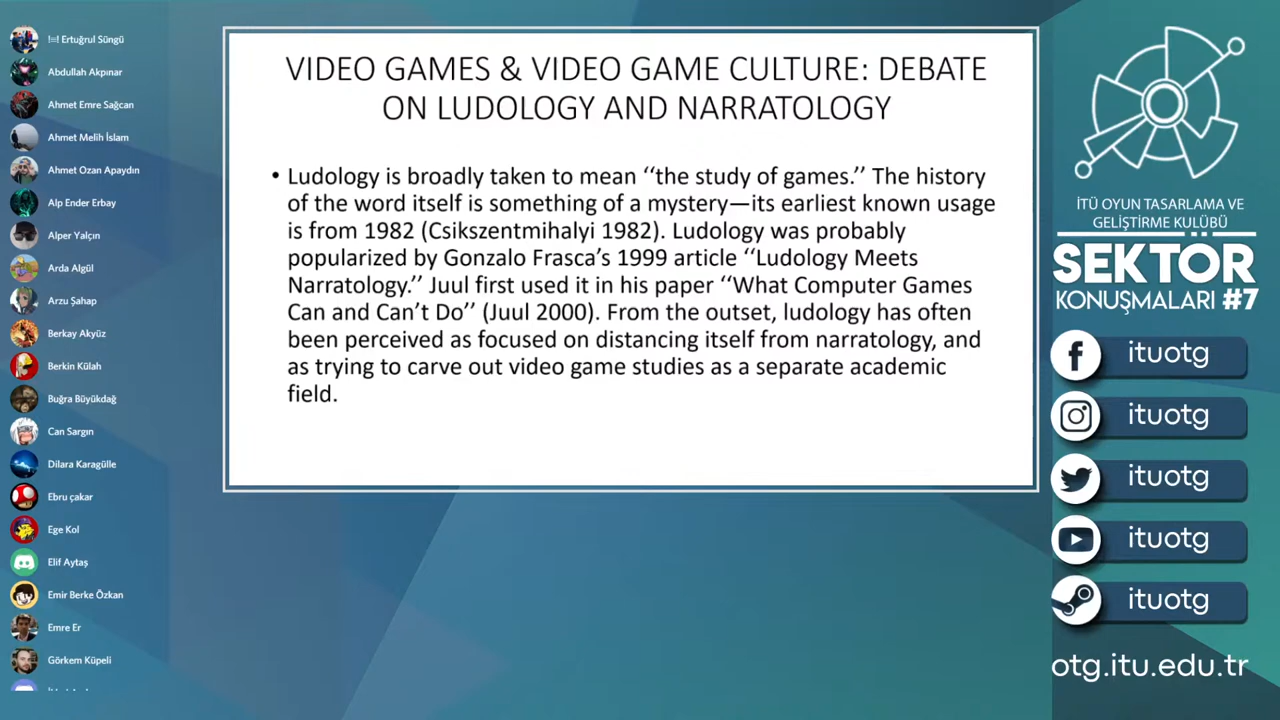 !=! Ertuğrul Süngü
Abdullah Akpınar
Ahmet Emre Sağcan
Ahmet Melih İslam
Ahmet Ozan Apaydın
Alp Ender Erbay
Alper Yalçın
Arda Algül
Arzu Şahap
Berkay Akyüz
Berkin Külah
Buğra Büyükdağ
Can Sargın
Dilara Karagülle
Ebru çakar
Ege Kol
Elif Aytaş
Emir Berke Özkan
Emre Er
Görkem Küpeli
VIDEO GAMES & VIDEO GAME CULTURE: DEBATE
ON LUDOLOGY AND NARRATOLOGY
• Ludology is broadly taken to mean ‘‘the study of games.’’ The history
of the word itself is something of a mystery—its earliest known usage
is from 1982 (Csikszentmihalyi 1982). Ludology was probably
popularized by Gonzalo Frasca’s 1999 article ‘‘Ludology Meets
Narratology.’’ Juul first used it in his paper ‘‘What Computer Games
Can and Can’t Do’’ (Juul 2000). From the outset, ludology has often
been perceived as focused on distancing itself from narratology, and
as trying to carve out video game studies as a separate academic
field.
İTÜ OYUN TASARLAMA VE
GELİŞTİRME KULÜBÜ
SEKTÖR
KONUŞMALARI #7
ituotg
ituotg
ituotg
ituotg
ituotg
otg.itu.edu.tr